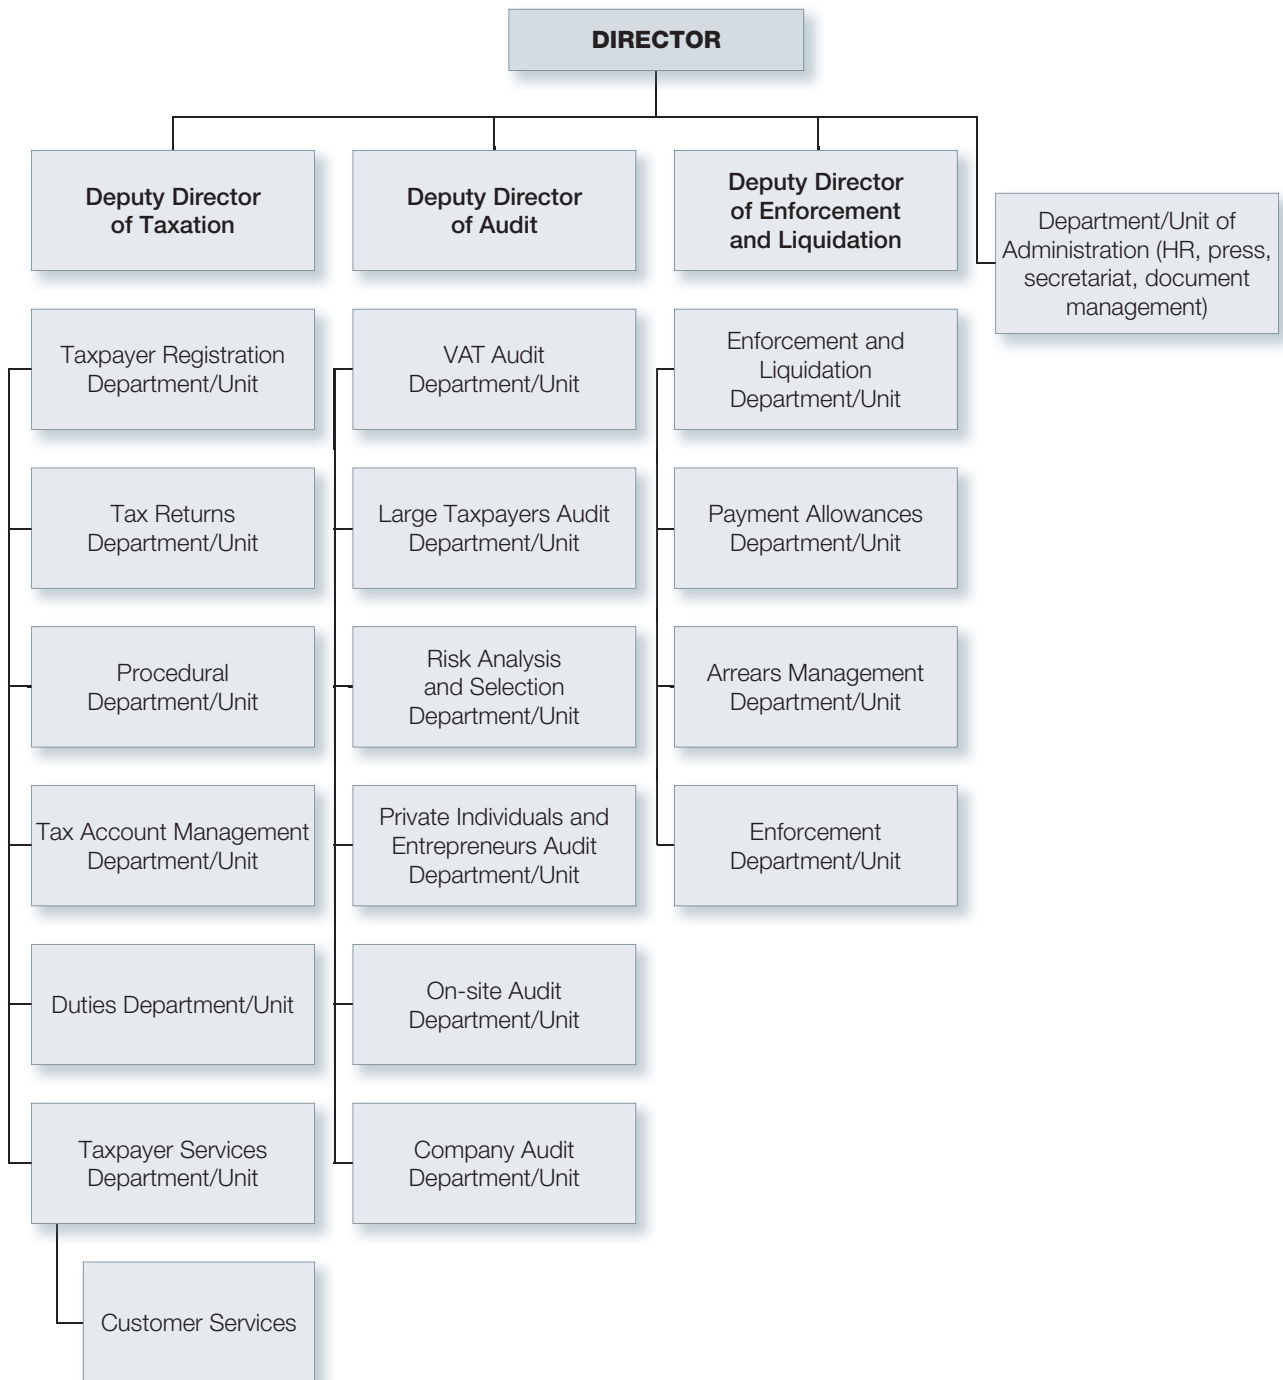 DIRECTOR
Deputy Director
of Taxation
Deputy Director
of Audit
Deputy Director
of Enforcement
and Liquidation
Department/Unit of
Administration (HR, press,
secretariat, document
management)
Taxpayer Registration
Department/Unit
VAT Audit
Department/Unit
Enforcement and
Liquidation
Department/Unit
Tax Returns
Department/Unit
Large Taxpayers Audit
Department/Unit
Payment Allowances
Department/Unit
Procedural
Department/Unit
Risk Analysis
and Selection
Department/Unit
Arrears Management
Department/Unit
Tax Account Management
Department/Unit
Private Individuals and
Entrepreneurs Audit
Department/Unit
Enforcement
Department/Unit
Duties Department/Unit
On-site Audit
Department/Unit
Taxpayer Services
Department/Unit
Company Audit
Department/Unit
Customer Services